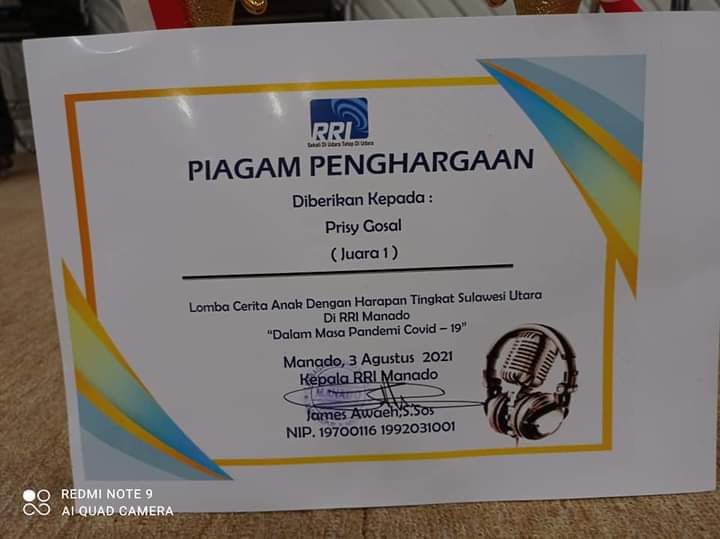 RRI
Sekali Di Udara Tetap Di Udara
PIAGAM PENGHARGAAN
Diberikan Kepada :
Prisy Gosal
( Juara 1 )
Lomba Cerita Anak Dengan Harapan Tingkat Sulawesi Utara
Di RRI Manado
“Dalam Masa Pandemi Covid – 19”
Manado, 3 Agustus 2021
Kepala RRI Manado
MANADO
James Awaeh,S.Sos
NIP. 19700116 1992031001
REDMI NOTE 9
AI QUAD CAMERA